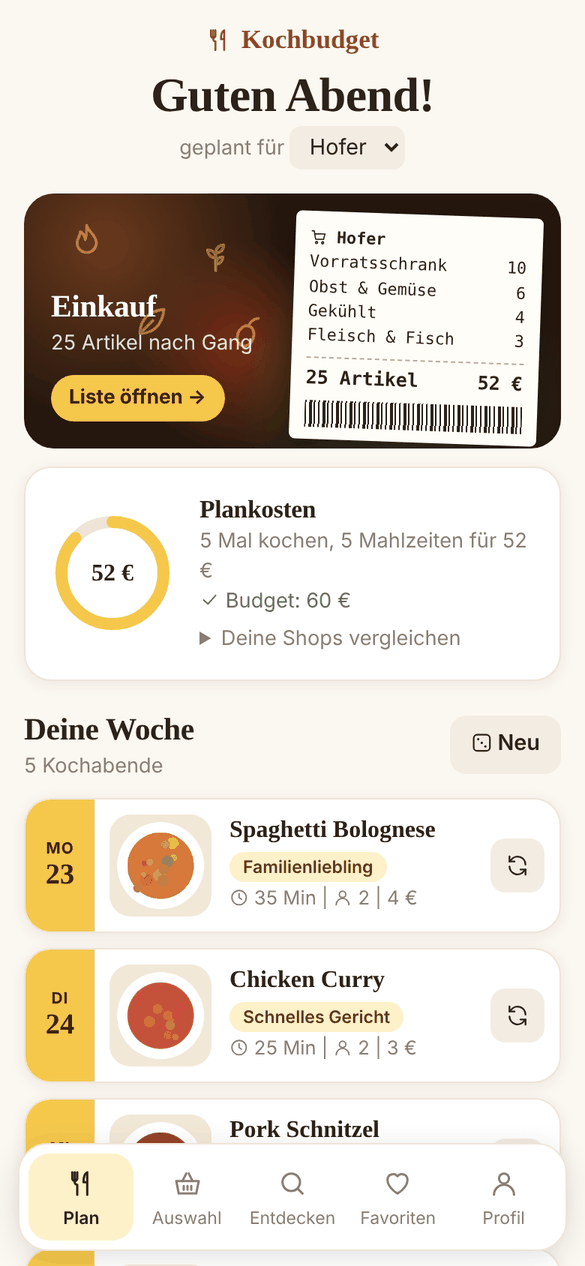 Kochbudget
Guten Abend!
geplant für Hofer
Einkauf
25 Artikel nach Gang
Liste öffnen →
Hofer
Vorratsschrank 10
Obst & Gemüse 6
Gekühlt 4
Fleisch & Fisch 3
25 Artikel 52 €
52 €
Plankosten
5 Mal kochen, 5 Mahlzeiten für 52
€
✓ Budget: 60 €
▶ Deine Shops vergleichen
Deine Woche
5 Kochabende
Neu
MO
23
Spaghetti Bolognese
Familienliebling
35 Min | 2 | 4 €
DI
24
Chicken Curry
Schnelles Gericht
25 Min | 2 | 3 €
Pork Schnitzel
Plan
Auswahl
Entdecken
Favoriten
Profil